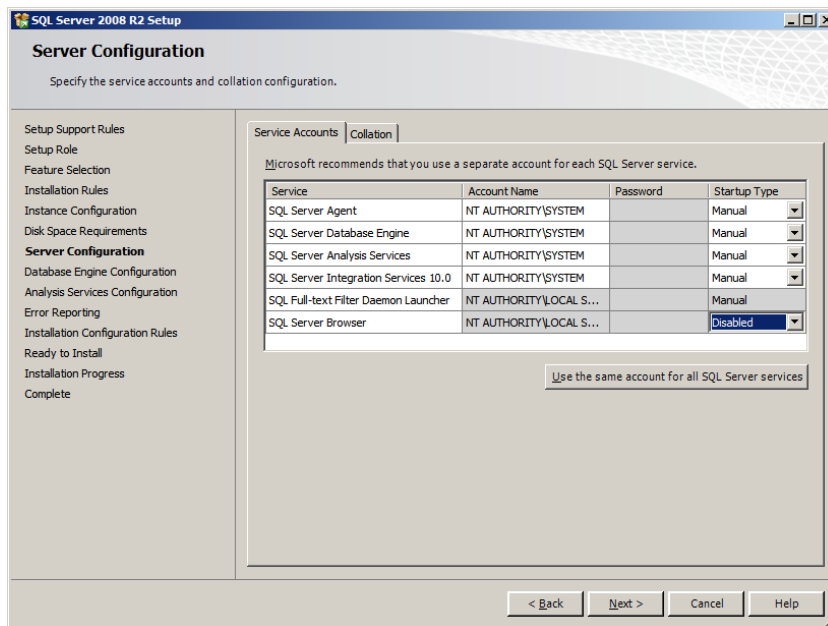 SQL Server 2008 R2 Setup
Server Configuration
Specify the service accounts and collation configuration.
Setup Support Rules
Setup Role
Feature Selection
Installation Rules
Instance Configuration
Disk Space Requirements
Server Configuration
Database Engine Configuration
Analysis Services Configuration
Error Reporting
Installation Configuration Rules
Ready to Install
Installation Progress
Complete
Service Accounts Collation
Microsoft recommends that you use a separate account for each SQL Server service.
Service Account Name Password Startup Type
SQL Server Agent NT AUTHORITY\SYSTEM Manual
SQL Server Database Engine NT AUTHORITY\SYSTEM Manual
SQL Server Analysis Services NT AUTHORITY\SYSTEM Manual
SQL Server Integration Services 10.0 NT AUTHORITY\SYSTEM Manual
SQL Full-text Filter Daemon Launcher NT AUTHORITY\LOCAL S... Manual
SQL Server Browser NT AUTHORITY\LOCAL S... Disabled
Use the same account for all SQL Server services
< Back Next > Cancel Help